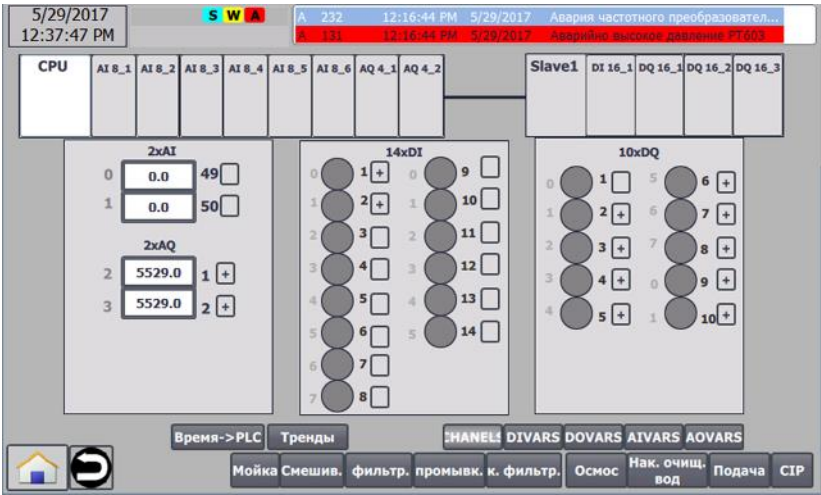 5/29/2017
12:37:47 PM
S W A
A 232 12:16:44 PM 5/29/2017 Авария частотного преобразовател...
A 131 12:16:44 PM 5/29/2017 Аварийно высокое давление PT603
CPU AI 8_1 AI 8_2 AI 8_3 AI 8_4 AI 8_5 AI 8_6 AQ 4_1 AQ 4_2
Slave1 DI 16_1 DQ 16_1 DQ 16_2 DQ 16_3
2xAI
0 0.0 49
1 0.0 50
2xAQ
2 5529.0 1 +
3 5529.0 2 +
14xDI
0 1 + 0 9
1 2 + 1 10
2 3 2 11
3 4 3 12
4 5 4 13
5 6 5 14
6 7
7 8
10xDQ
0 1 5 6 +
1 2 + 6 7 +
2 3 + 7 8 +
3 4 + 0 9 +
4 5 + 1 10 +
Время->PLC Тренды CHANELS DIVARS DOVARS AIVARS AOVARS
Мойка Смешив. фильтр. промывк. к. фильтр. Осмос Нак. очищ. вод Подача CIP